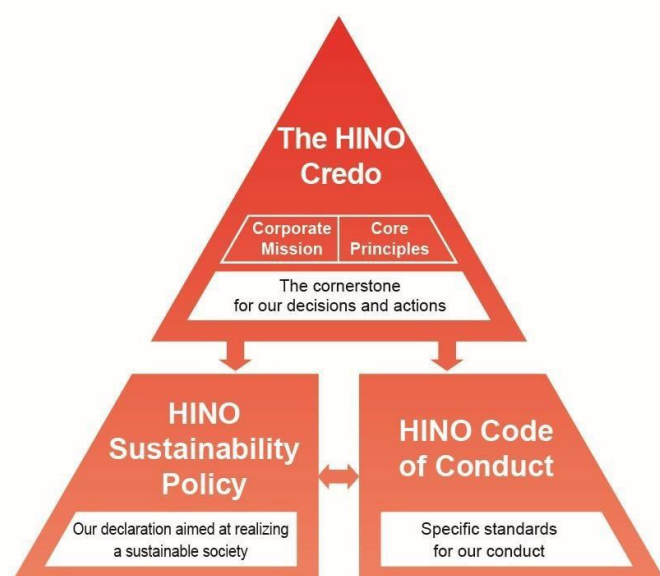 The HINO
Credo
Corporate
Mission
Core
Principles
The cornerstone
for our decisions and actions
HINO
Sustainability
Policy
Our declaration aimed at realizing
a sustainable society
HINO Code
of Conduct
Specific standards
for our conduct